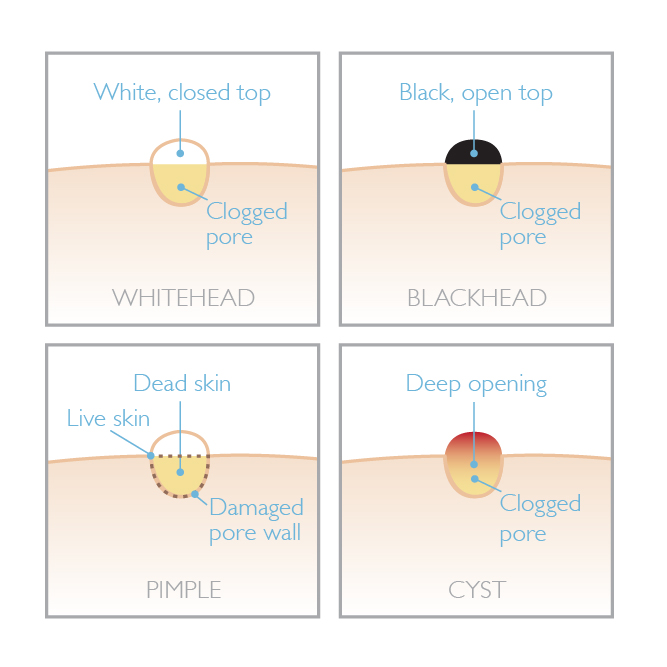 White, closed top
Clogged
pore
WHITEHEAD
Black, open top
Clogged
pore
BLACKHEAD
Dead skin
Live skin
Damaged
pore wall
PIMPLE
Deep opening
Clogged
pore
CYST